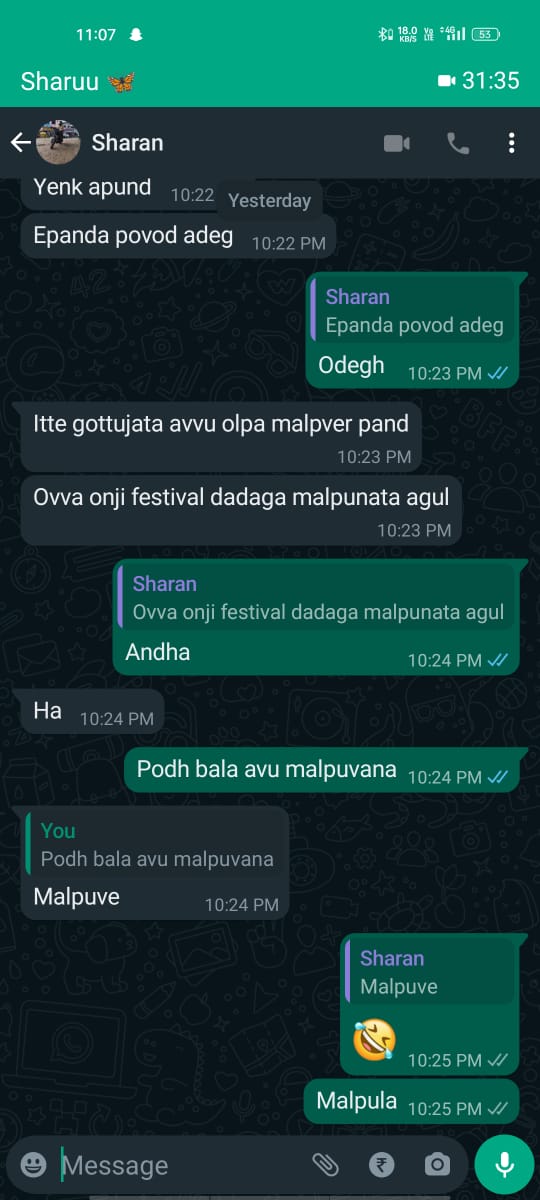 11:07
18.0 KB/S
Vo LTE
4G
53
Sharuu 🦋
31:35
Sharan
Yenk apund 10:22
Yesterday
Epanda povod adeg 10:22 PM
Sharan
Epanda povod adeg
Odegh 10:23 PM
Itte gottujata avvu olpa malpver pand
10:23 PM
Ovva onji festival dadaga malpunata agul
10:23 PM
Sharan
Ovva onji festival dadaga malpunata agul
Andha 10:24 PM
Ha 10:24 PM
Podh bala avu malpuvana 10:24 PM
You
Podh bala avu malpuvana
Malpuve 10:24 PM
Sharan
Malpuve
🤣 10:25 PM
Malpula 10:25 PM
Message
₹